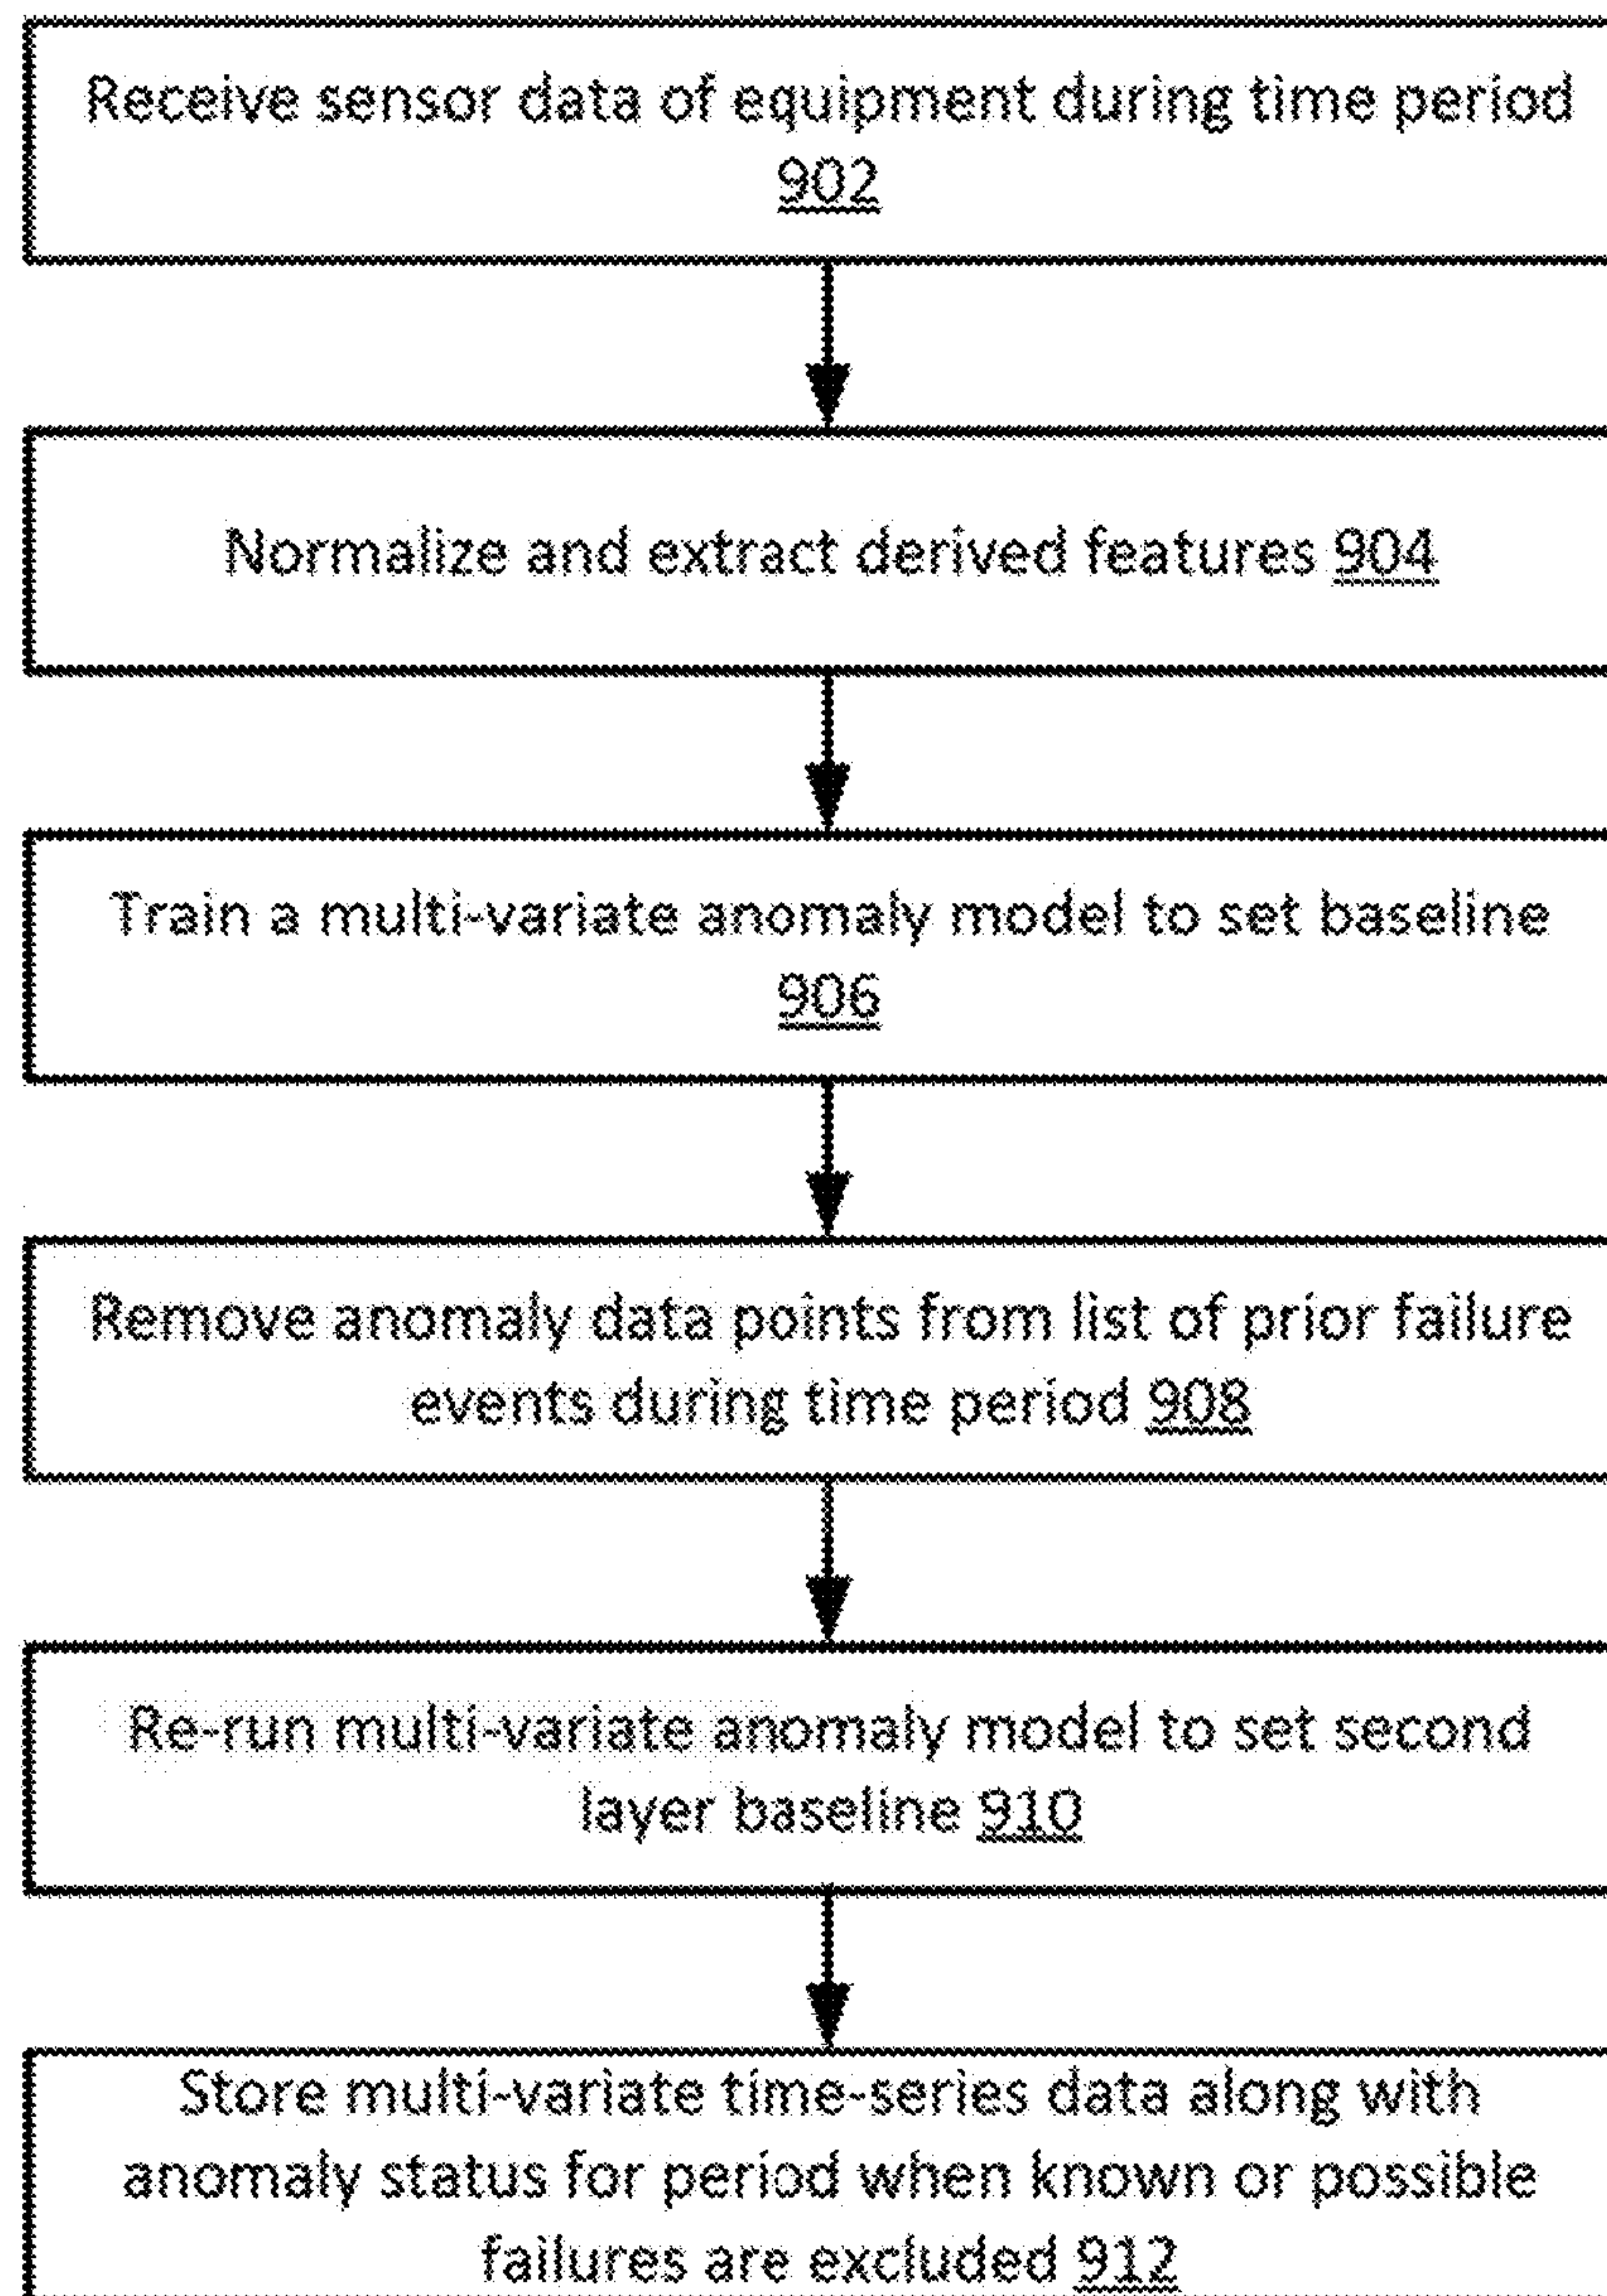 Receive sensor data of equipment during time period
902
Normalize and extract derived features 904
Train a multi-variate anomaly model to set baseline
906
Remove anomaly data points from list of prior failure
events during time period 908
Re-run multi-variate anomaly model to set second
layer baseline 910
Store multi-variate time-series data along with
anomaly status for period when known or possible
failures are excluded 912